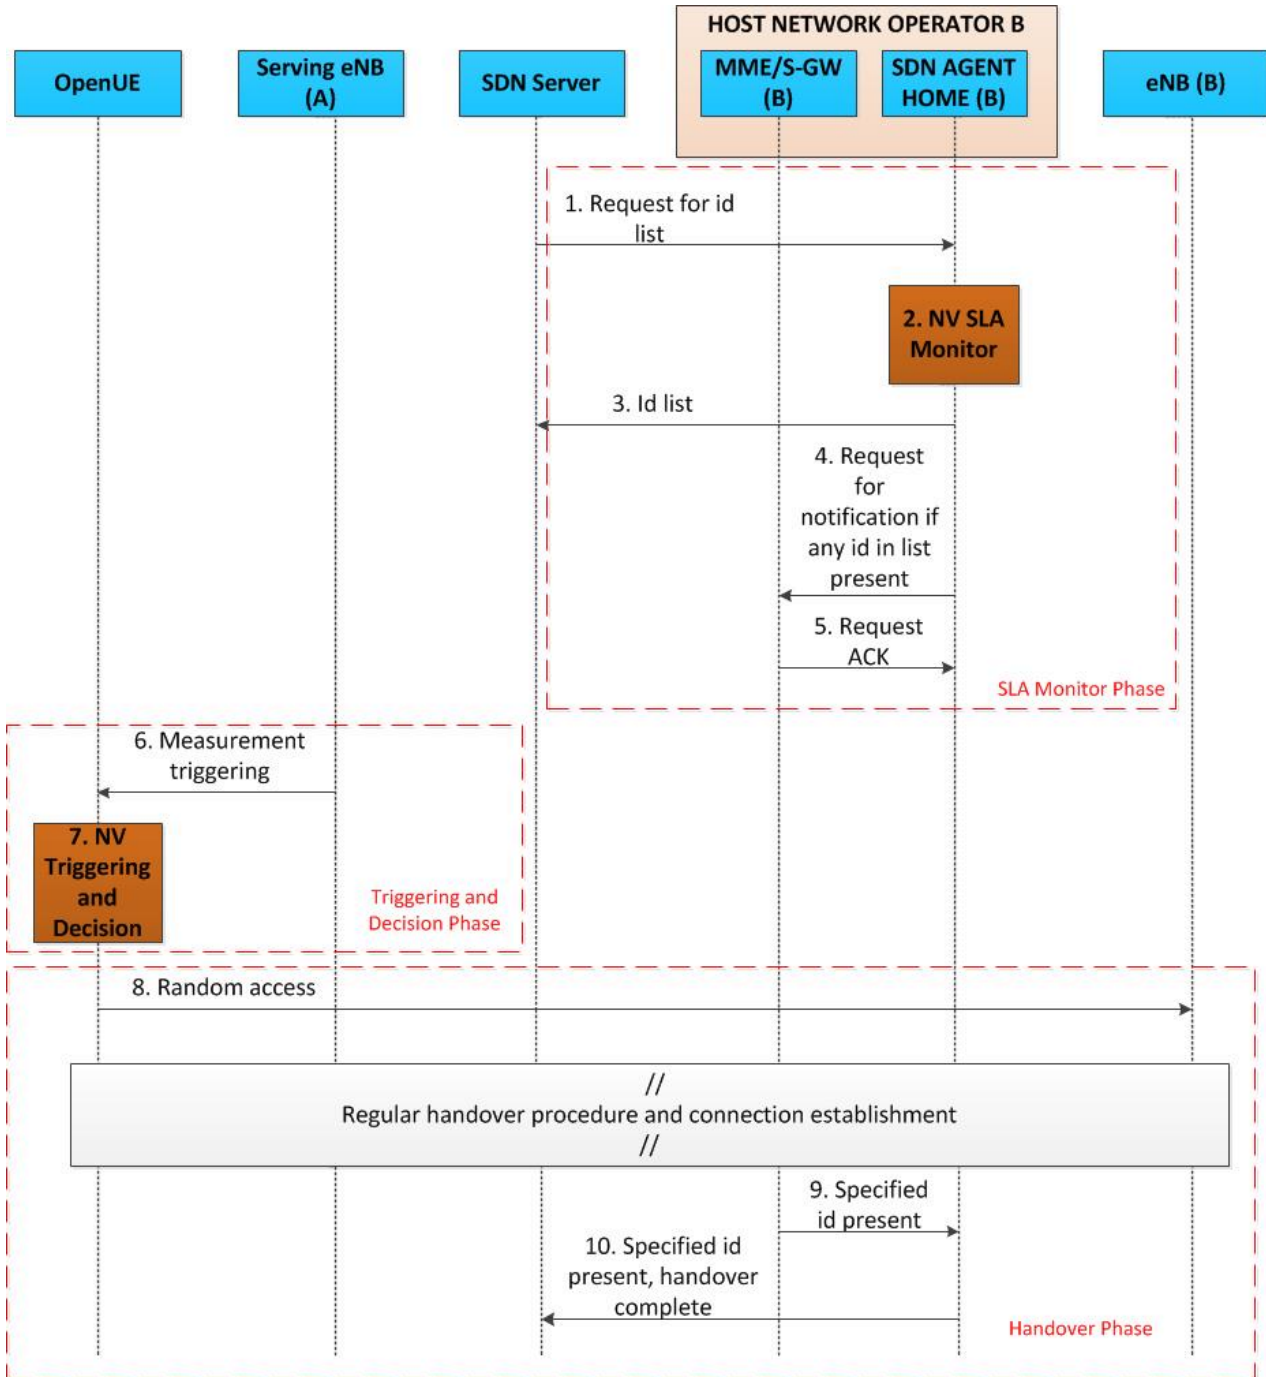 HOST NETWORK OPERATOR B
OpenUE
Serving eNB
(A)
SDN Server
MME/S-GW
(B)
SDN AGENT
HOME (B)
eNB (B)
1. Request for id
list
2. NV SLA
Monitor
3. Id list
4. Request
for
notification if
any id in list
present
5. Request
ACK
SLA Monitor Phase
6. Measurement
triggering
7. NV
Triggering
and
Decision
Triggering and
Decision Phase
8. Random access
//
Regular handover procedure and connection establishment
//
9. Specified
id present
10. Specified id
present, handover
complete
Handover Phase